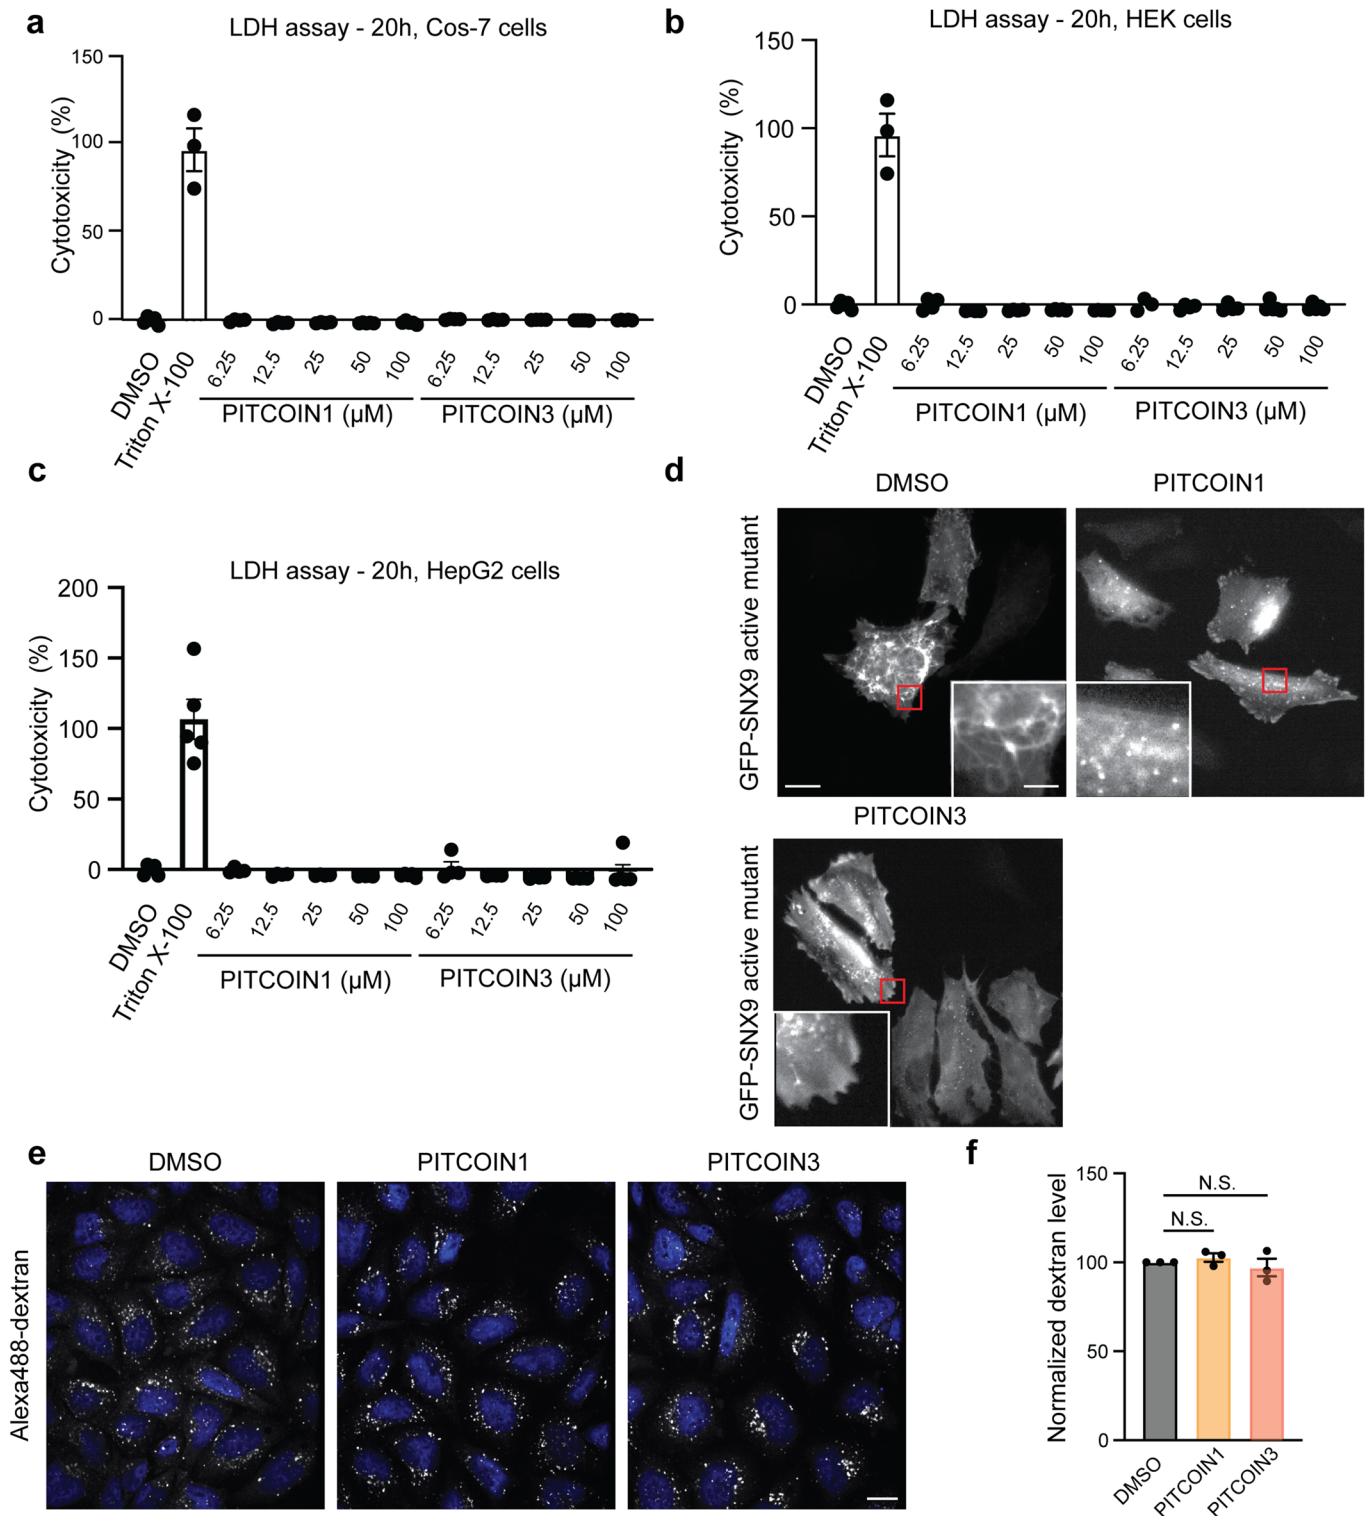 a
LDH assay - 20h, Cos-7 cells
Cytotoxicity (%)
150
100
50
0
DMSO
Triton X-100
6.25
12.5
25
50
100
6.25
12.5
25
50
100
PITCOIN1 (µM)
PITCOIN3 (µM)
b
LDH assay - 20h, HEK cells
Cytotoxicity (%)
150
100
50
0
DMSO
Triton X-100
6.25
12.5
25
50
100
6.25
12.5
25
50
100
PITCOIN1 (µM)
PITCOIN3 (µM)
c
LDH assay - 20h, HepG2 cells
Cytotoxicity (%)
200
150
100
50
0
DMSO
Triton X-100
6.25
12.5
25
50
100
6.25
12.5
25
50
100
PITCOIN1 (µM)
PITCOIN3 (µM)
d
DMSO
PITCOIN1
GFP-SNX9 active mutant
PITCOIN3
GFP-SNX9 active mutant
e
DMSO
PITCOIN1
PITCOIN3
Alexa488-dextran
f
Normalized dextran level
150
100
50
0
N.S.
N.S.
DMSO
PITCOIN1
PITCOIN3